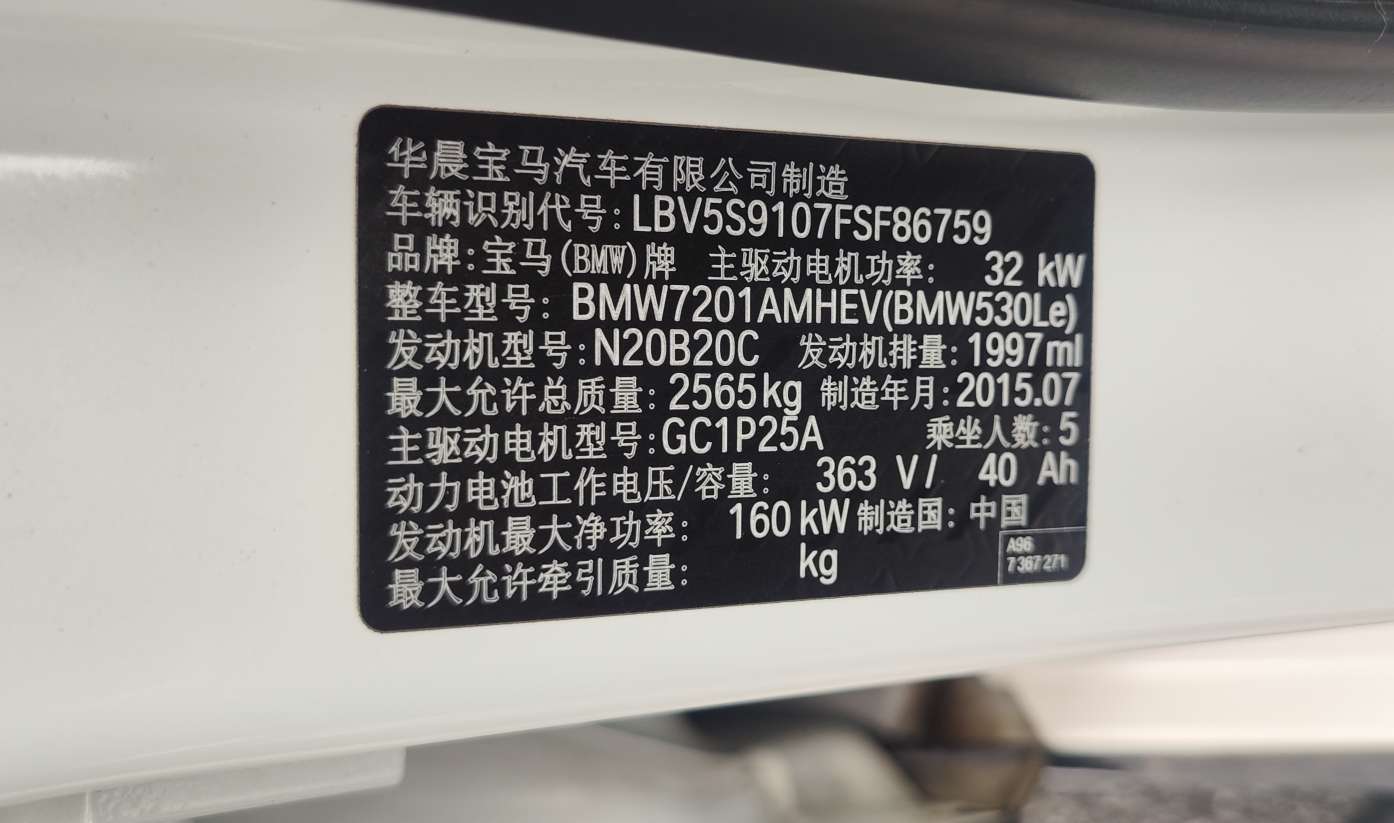 华晨宝马汽车有限公司制造
车辆识别代号:LBV5S9107FSF86759
品牌:宝马(BMW)牌 主驱动电机功率: 32 kW
整车型号: BMW7201AMHEV(BMW530Le)
发动机型号:N20B20C 发动机排量:1997ml
最大允许总质量: 2565kg 制造年月:2015.07
主驱动电机型号:GC1P25A 乘坐人数:5
动力电池工作电压/容量: 363 V/ 40 Ah
发动机最大净功率: 160 kW 制造国: 中国
最大允许牵引质量: kg
A96
7 367 271